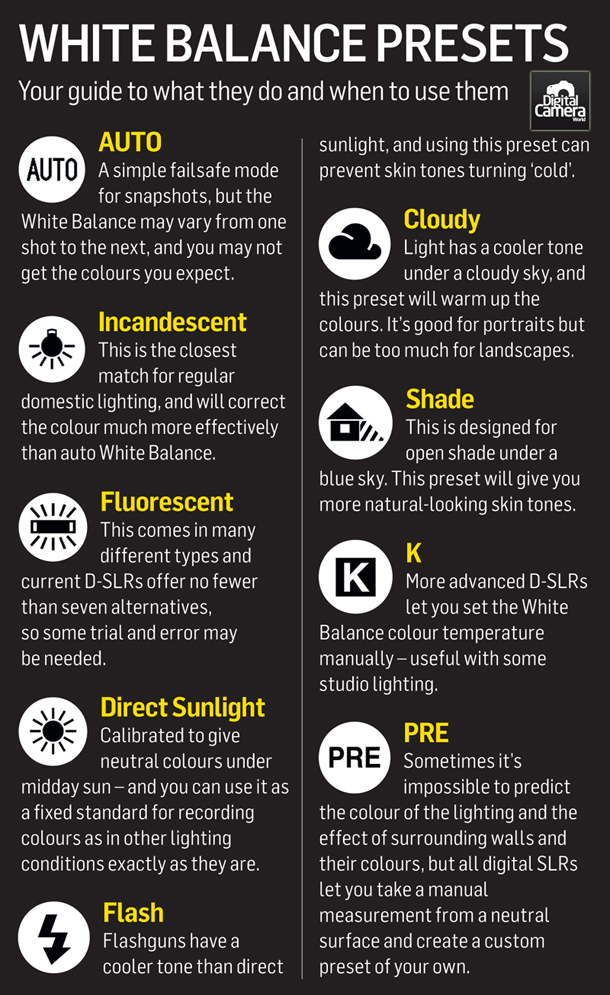 WHITE BALANCE PRESETS
Your guide to what they do and when to use them
Digital
Camera
World
AUTO
AUTO
A simple failsafe mode
for snapshots, but the
White Balance may vary from one
shot to the next, and you may not
get the colours you expect.
Incandescent
This is the closest
match for regular
domestic lighting, and will correct
the colour much more effectively
than auto White Balance.
Fluorescent
This comes in many
different types and
current D-SLRs offer no fewer
than seven alternatives,
so some trial and error may
be needed.
Direct Sunlight
Calibrated to give
neutral colours under
midday sun – and you can use it as
a fixed standard for recording
colours as in other lighting
conditions exactly as they are.
Flash
Flashguns have a
cooler tone than direct
sunlight, and using this preset can
prevent skin tones turning ‘cold’.
Cloudy
Light has a cooler tone
under a cloudy sky, and
this preset will warm up the
colours. It’s good for portraits but
can be too much for landscapes.
Shade
This is designed for
open shade under a
blue sky. This preset will give you
more natural-looking skin tones.
K
K
More advanced D-SLRs
let you set the White
Balance colour temperature
manually – useful with some
studio lighting.
PRE
PRE
Sometimes it’s
impossible to predict
the colour of the lighting and the
effect of surrounding walls and
their colours, but all digital SLRs
let you take a manual
measurement from a neutral
surface and create a custom
preset of your own.